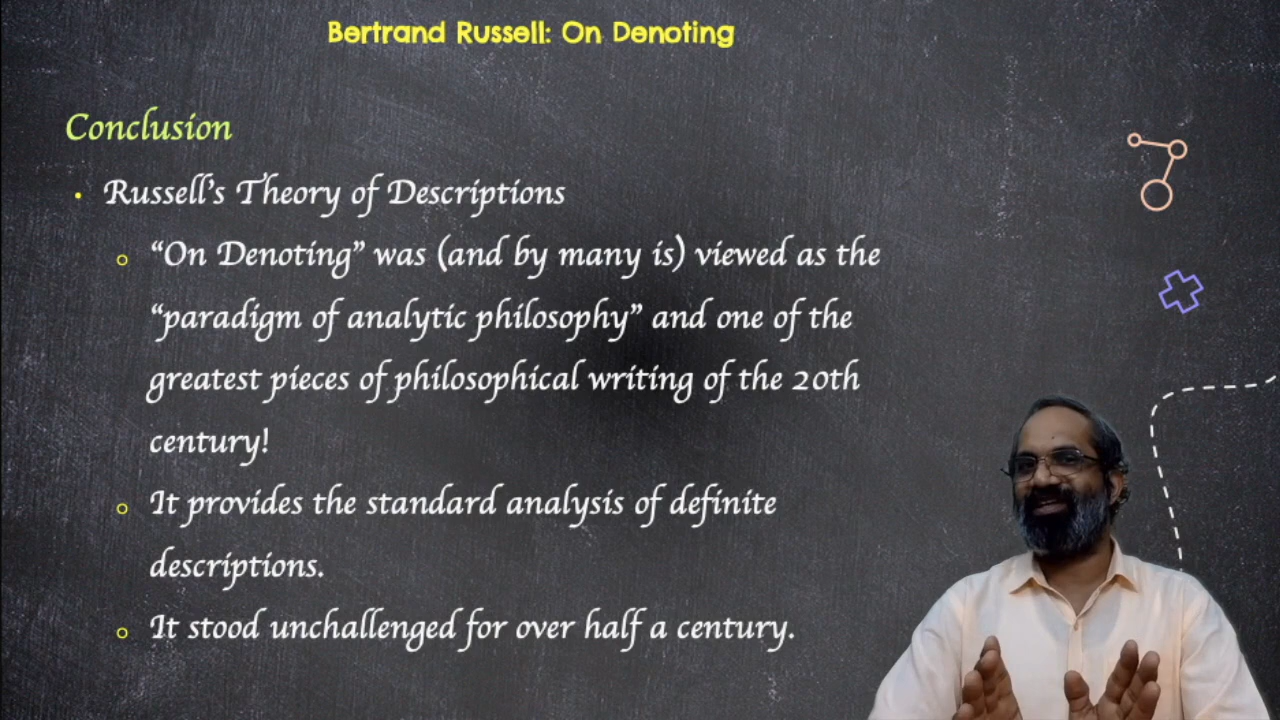 Bertrand Russell: On Denoting
Conclusion
• Russell's Theory of Descriptions
o “On Denoting” was (and by many is) viewed as the
“paradigm of analytic philosophy” and one of the
greatest pieces of philosophical writing of the 20th
century!
o It provides the standard analysis of definite
descriptions.
o It stood unchallenged for over half a century.